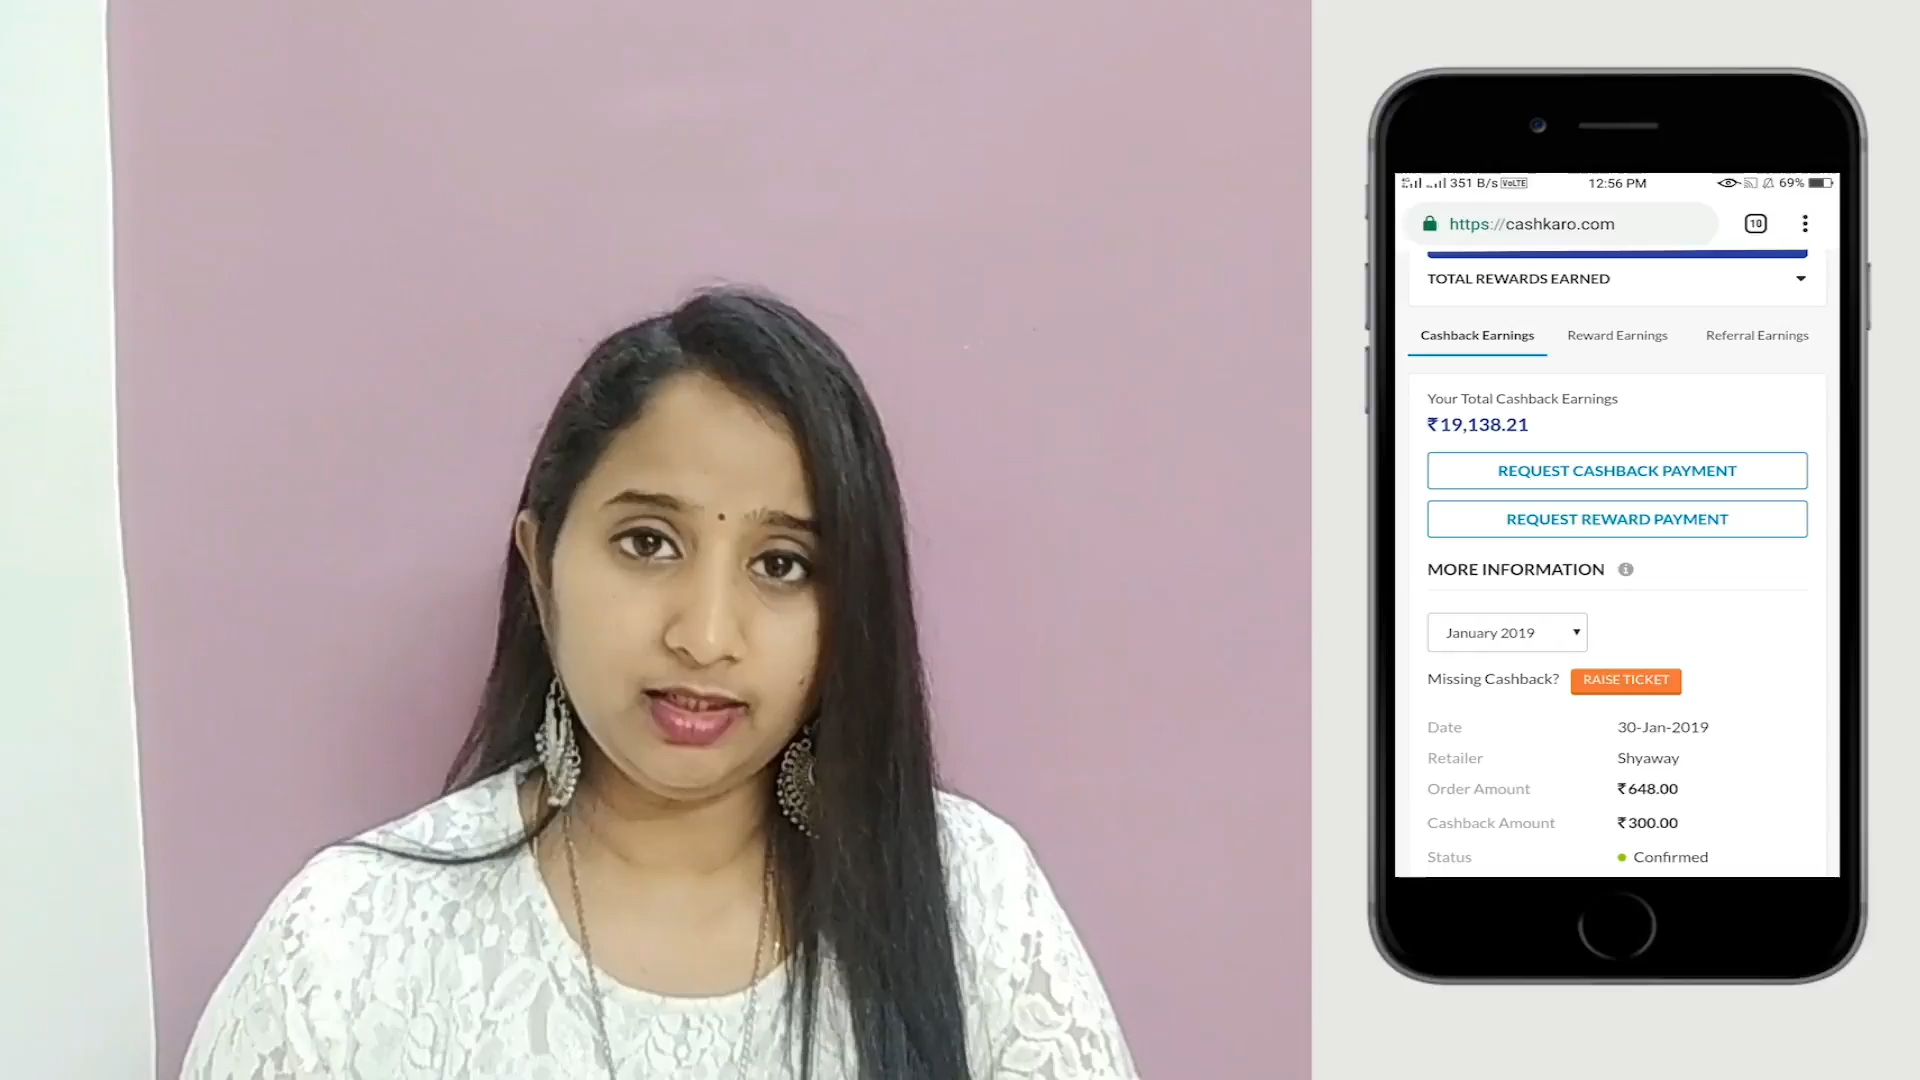 351 B/s VoLTE 12:56 PM 69%
https://cashkaro.com 10
TOTAL REWARDS EARNED
Cashback Earnings Reward Earnings Referral Earnings
Your Total Cashback Earnings
₹19,138.21
REQUEST CASHBACK PAYMENT
REQUEST REWARD PAYMENT
MORE INFORMATION
January 2019
Missing Cashback? RAISE TICKET
Date 30-Jan-2019
Retailer Shyaway
Order Amount ₹648.00
Cashback Amount ₹300.00
Status Confirmed